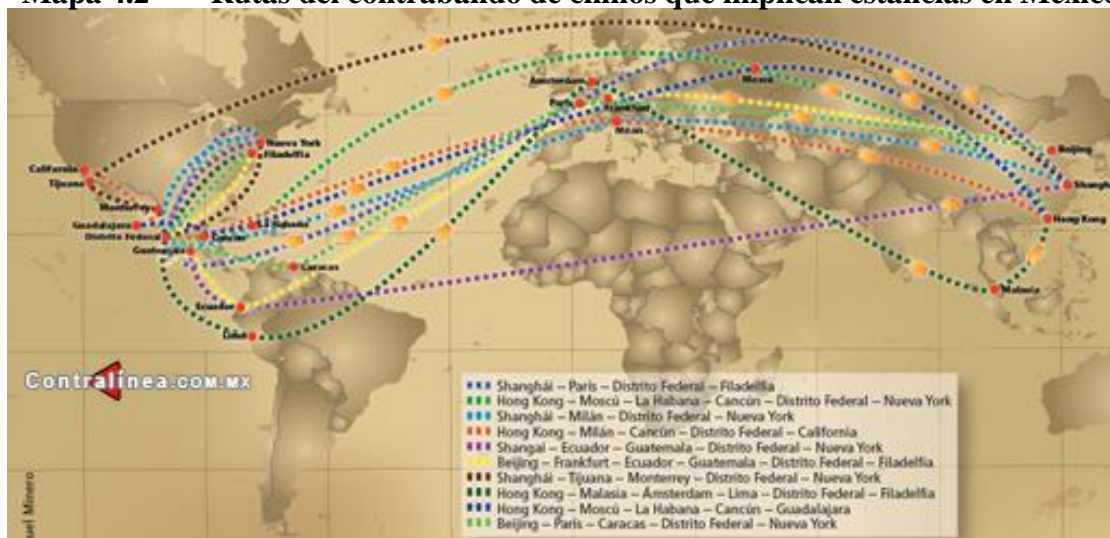 Mapa 4.2 Rutas del contrabando de chinos que implican estancias en México
Ámsterdam
Moscú
París
Frankfurt
Milán
Nueva York
Filadelfia
California
Tijuana
Monterrey
Guadalajara
La Habana
Distrito Federal
Cancún
Guatemala
Caracas
Ecuador
Lima
Beijing
Shangh
Hong Kong
Malasia
Contralínea.COM.MX
Shanghái – París – Distrito Federal – Filadelfia
Hong Kong – Moscú – La Habana – Cancún – Distrito Federal – Nueva York
Shanghái – Milán – Distrito Federal – Nueva York
Hong Kong – Milán – Cancún – Distrito Federal – California
Shangai – Ecuador – Guatemala – Distrito Federal – Nueva York
Beijing – Frankfurt – Ecuador – Guatemala – Distrito Federal – Filadelfia
Shanghái – Tijuana – Monterrey – Distrito Federal – Nueva York
Hong Kong – Malasia – Ámsterdam – Lima – Distrito Federal – Filadelfia
Hong Kong – Moscú – La Habana – Cancún – Guadalajara
Beijing – París – Caracas – Distrito Federal – Nueva York
uel Minero